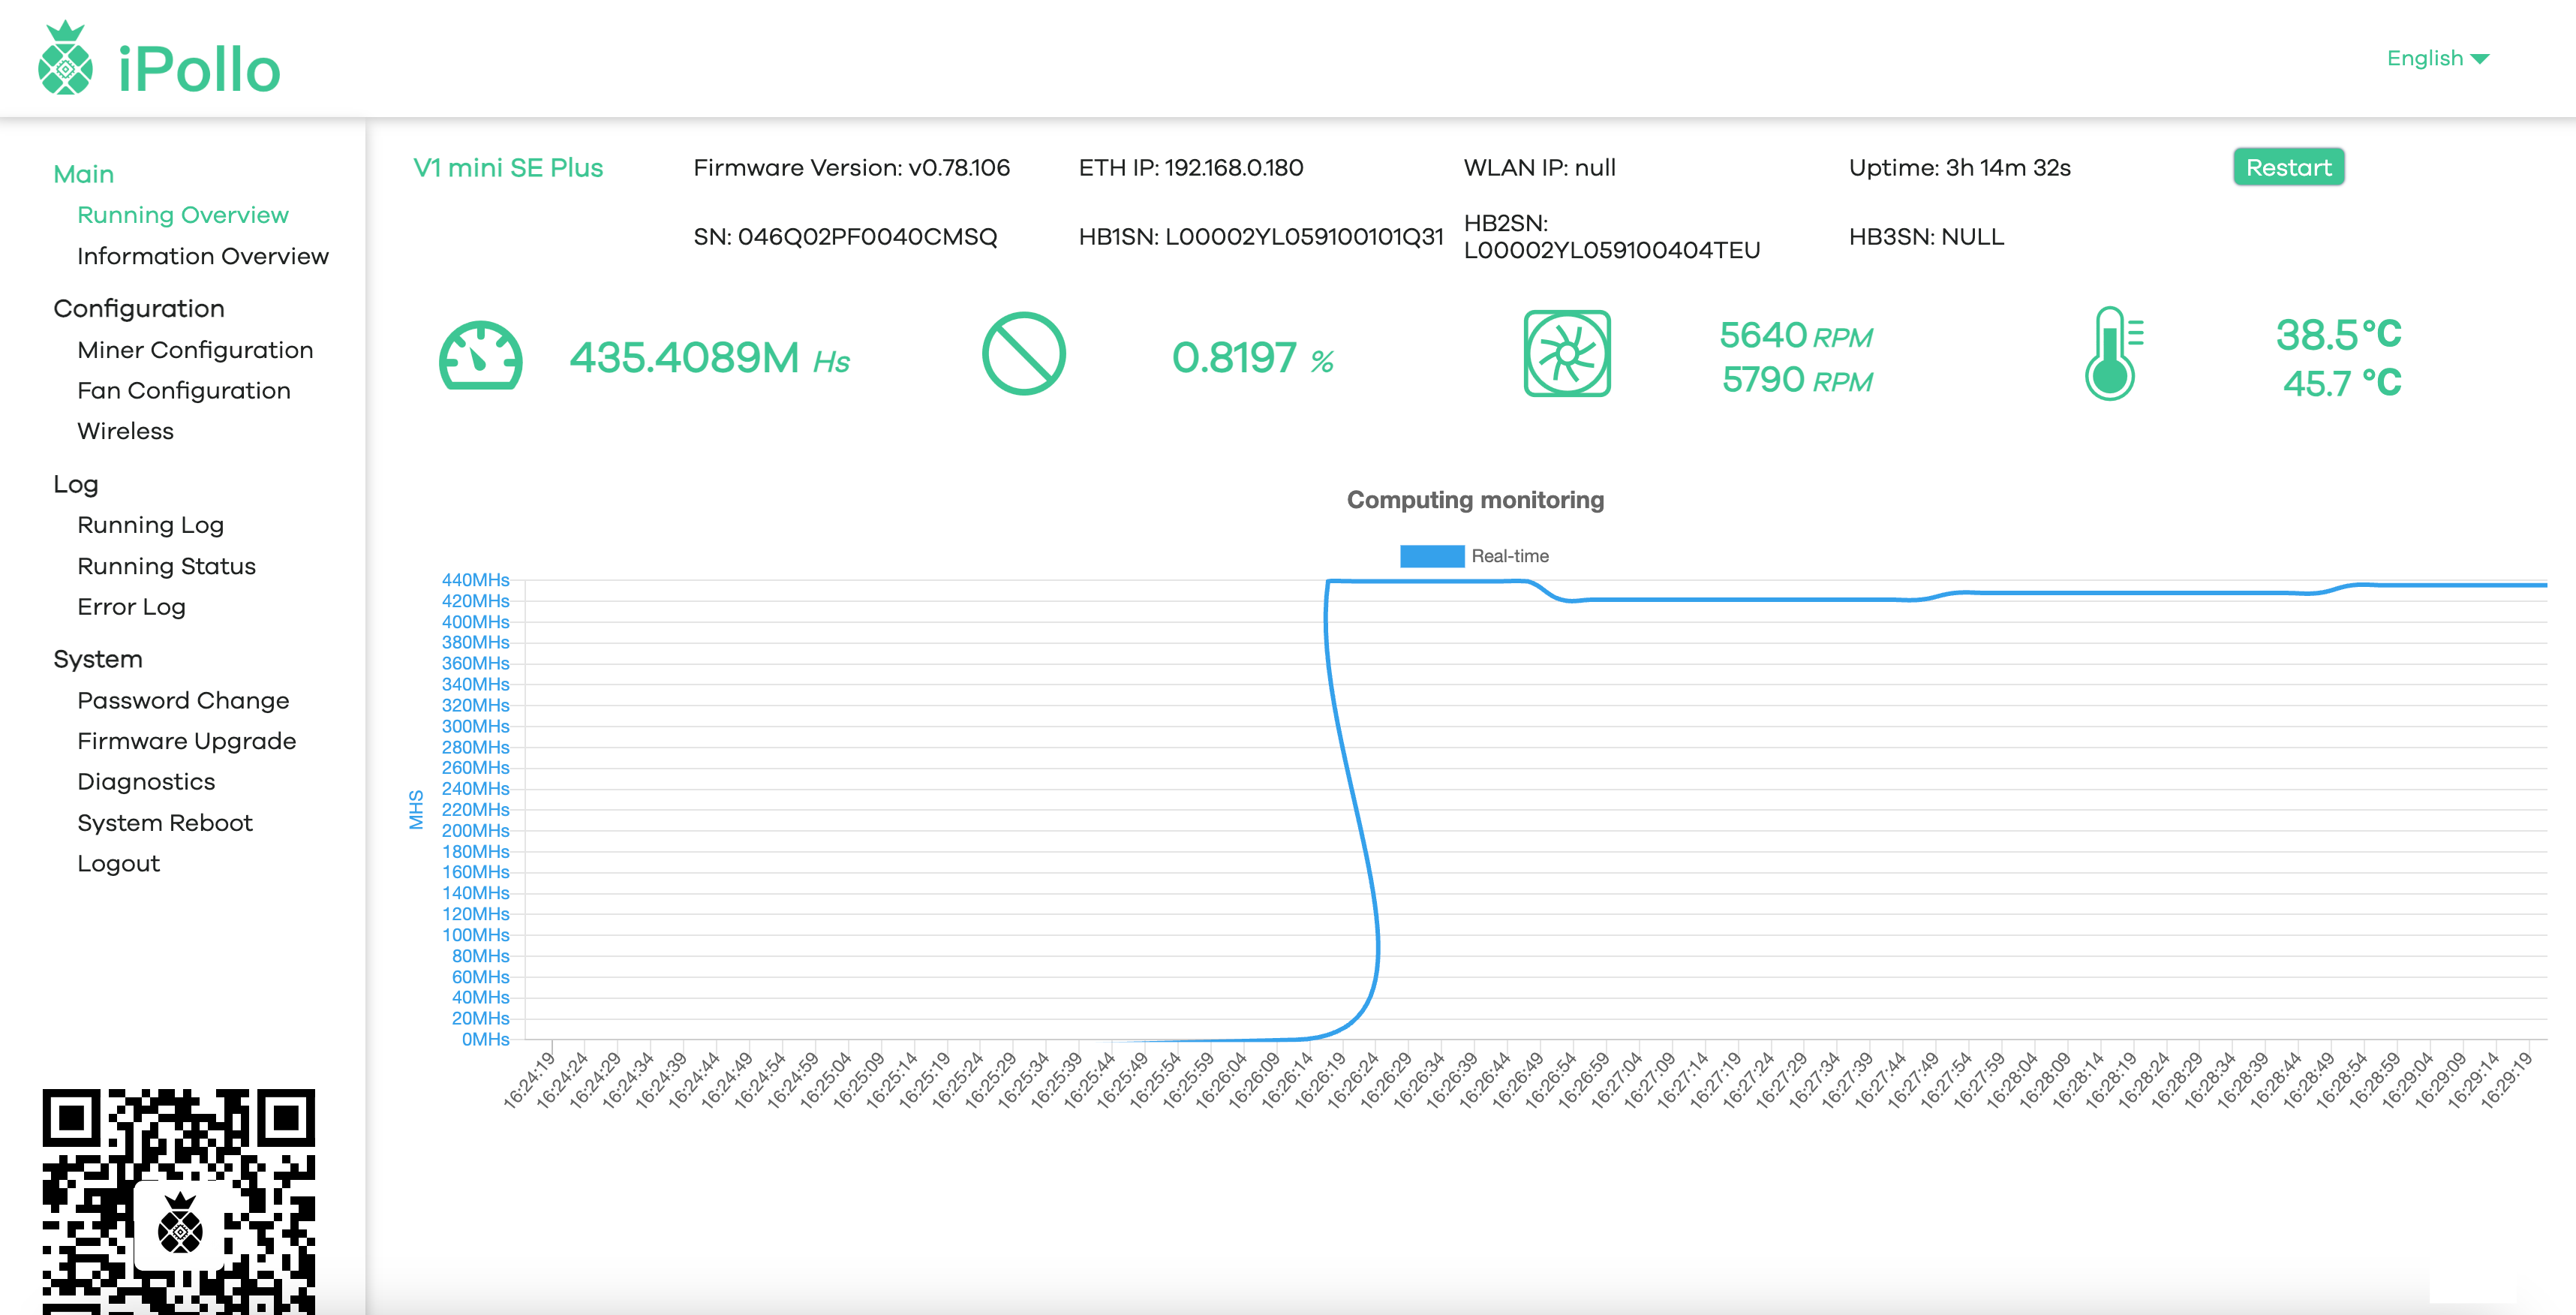 iPollo
English
Main
Running Overview
Information Overview
Configuration
Miner Configuration
Fan Configuration
Wireless
Log
Running Log
Running Status
Error Log
System
Password Change
Firmware Upgrade
Diagnostics
System Reboot
Logout
V1 mini SE Plus
Firmware Version: v0.78.106
ETH IP: 192.168.0.180
WLAN IP: null
Uptime: 3h 14m 32s
Restart
SN: 046Q02PF0040CMSQ
HB1SN: L00002YL059100101Q31
HB2SN:
L00002YL059100404TEU
HB3SN: NULL
435.4089M Hs
0.8197 %
5640 RPM
5790 RPM
38.5 °C
45.7 °C
Computing monitoring
Real-time
MHS
440MHs
420MHs
400MHs
380MHs
360MHs
340MHs
320MHs
300MHs
280MHs
260MHs
240MHs
220MHs
200MHs
180MHs
160MHs
140MHs
120MHs
100MHs
80MHs
60MHs
40MHs
20MHs
0MHs
16:24:19
16:24:24
16:24:29
16:24:34
16:24:39
16:24:44
16:24:49
16:24:54
16:24:59
16:25:04
16:25:09
16:25:14
16:25:19
16:25:24
16:25:29
16:25:34
16:25:39
16:25:44
16:25:49
16:25:54
16:25:59
16:26:04
16:26:09
16:26:14
16:26:19
16:26:24
16:26:29
16:26:34
16:26:39
16:26:44
16:26:49
16:26:54
16:26:59
16:27:04
16:27:09
16:27:14
16:27:19
16:27:24
16:27:29
16:27:34
16:27:39
16:27:44
16:27:49
16:27:54
16:27:59
16:28:04
16:28:09
16:28:14
16:28:19
16:28:24
16:28:29
16:28:34
16:28:39
16:28:44
16:28:49
16:28:54
16:28:59
16:29:04
16:29:09
16:29:14
16:29:19